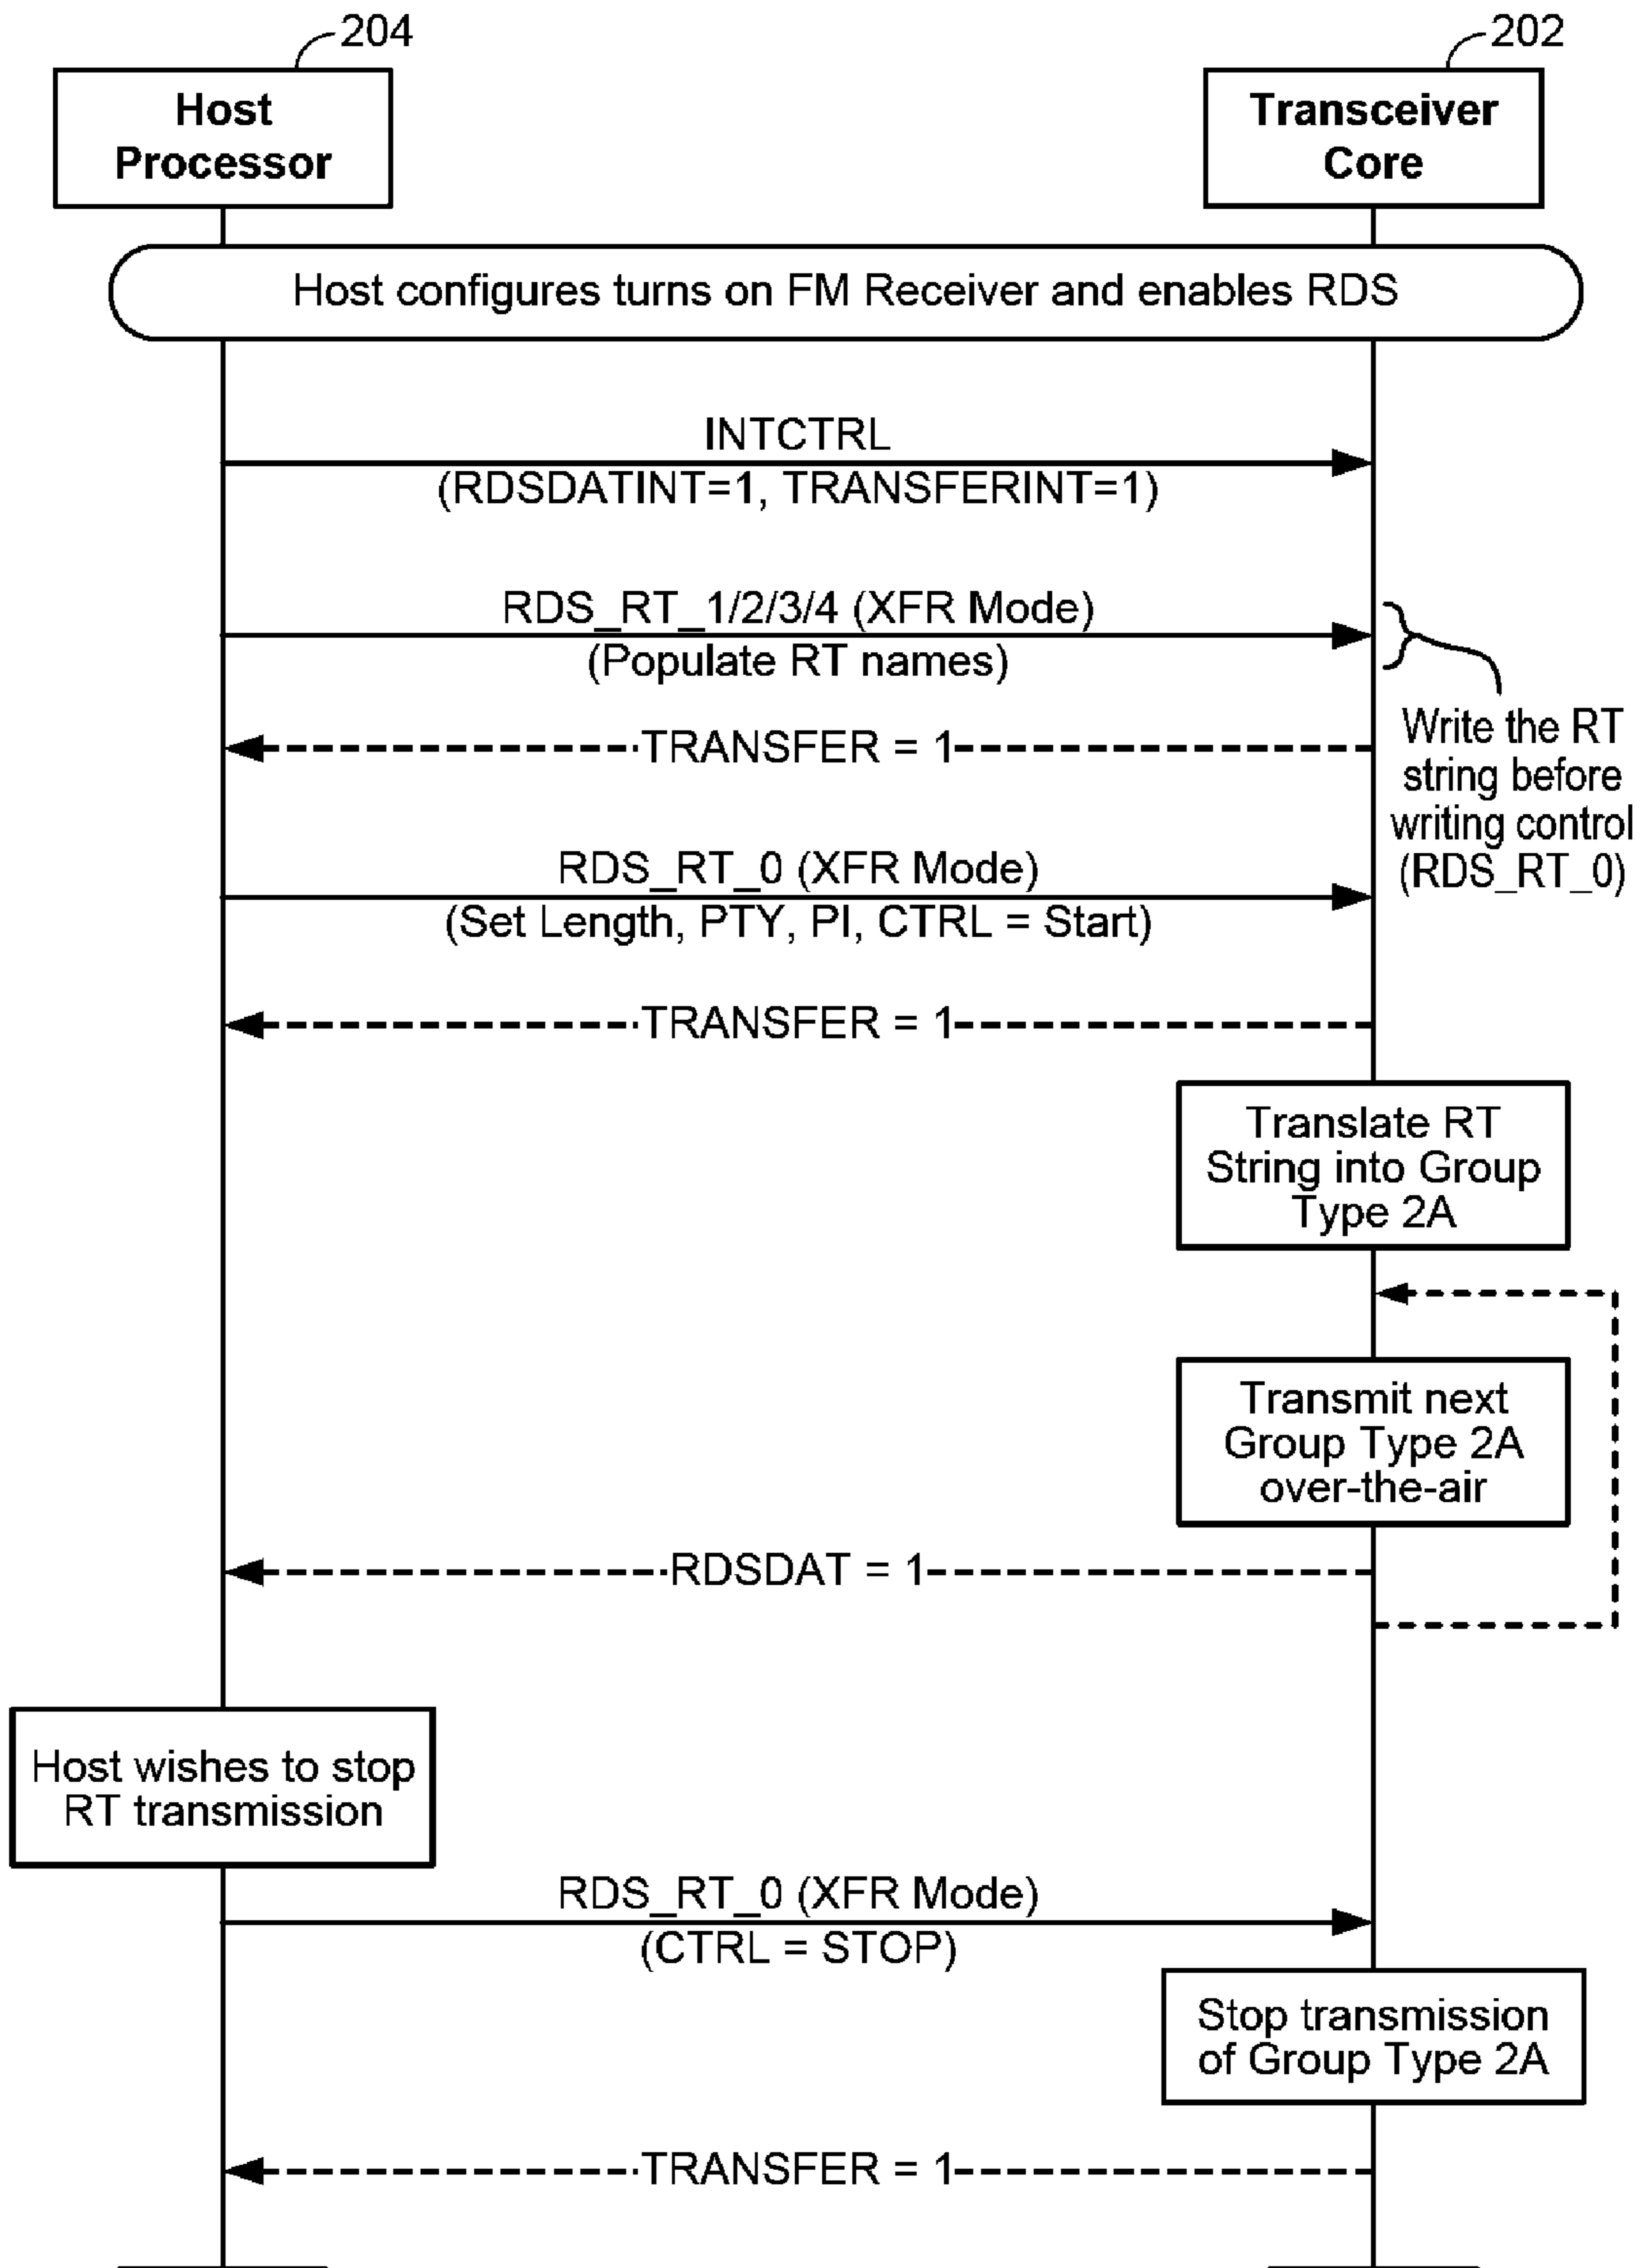 204
202
Host
Processor
Transceiver
Core
Host configures turns on FM Receiver and enables RDS
INTCTRL
(RDSDATINT=1, TRANSFERINT=1)
RDS_RT_1/2/3/4 (XFR Mode)
(Populate RT names)
Write the RT
string before
writing control
(RDS_RT_0)
TRANSFER = 1
RDS_RT_0 (XFR Mode)
(Set Length, PTY, PI, CTRL = Start)
TRANSFER = 1
Translate RT
String into Group
Type 2A
Transmit next
Group Type 2A
over-the-air
RDSDAT = 1
Host wishes to stop
RT transmission
RDS_RT_0 (XFR Mode)
(CTRL = STOP)
Stop transmission
of Group Type 2A
TRANSFER = 1